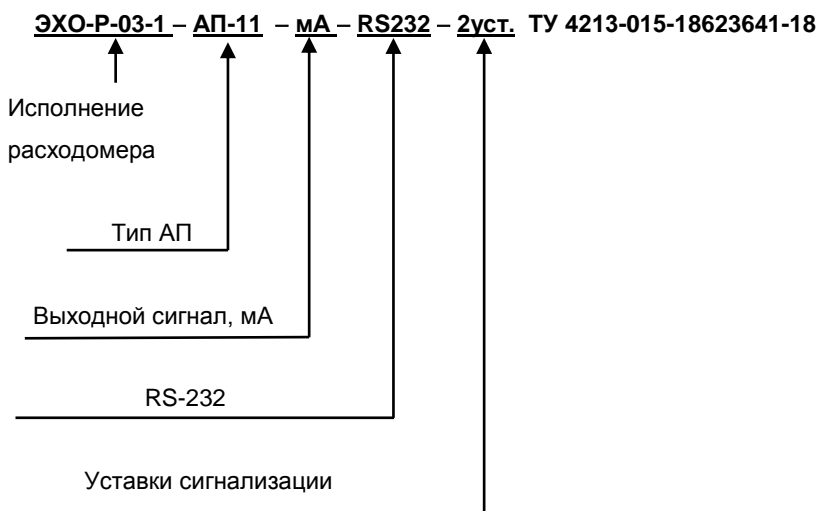 ЭХО-Р-03-1 – АП-11 – мА – RS232 – 2уст. ТУ 4213-015-18623641-18
Исполнение
расходомера
Тип АП
Выходной сигнал, мА
RS-232
Уставки сигнализации